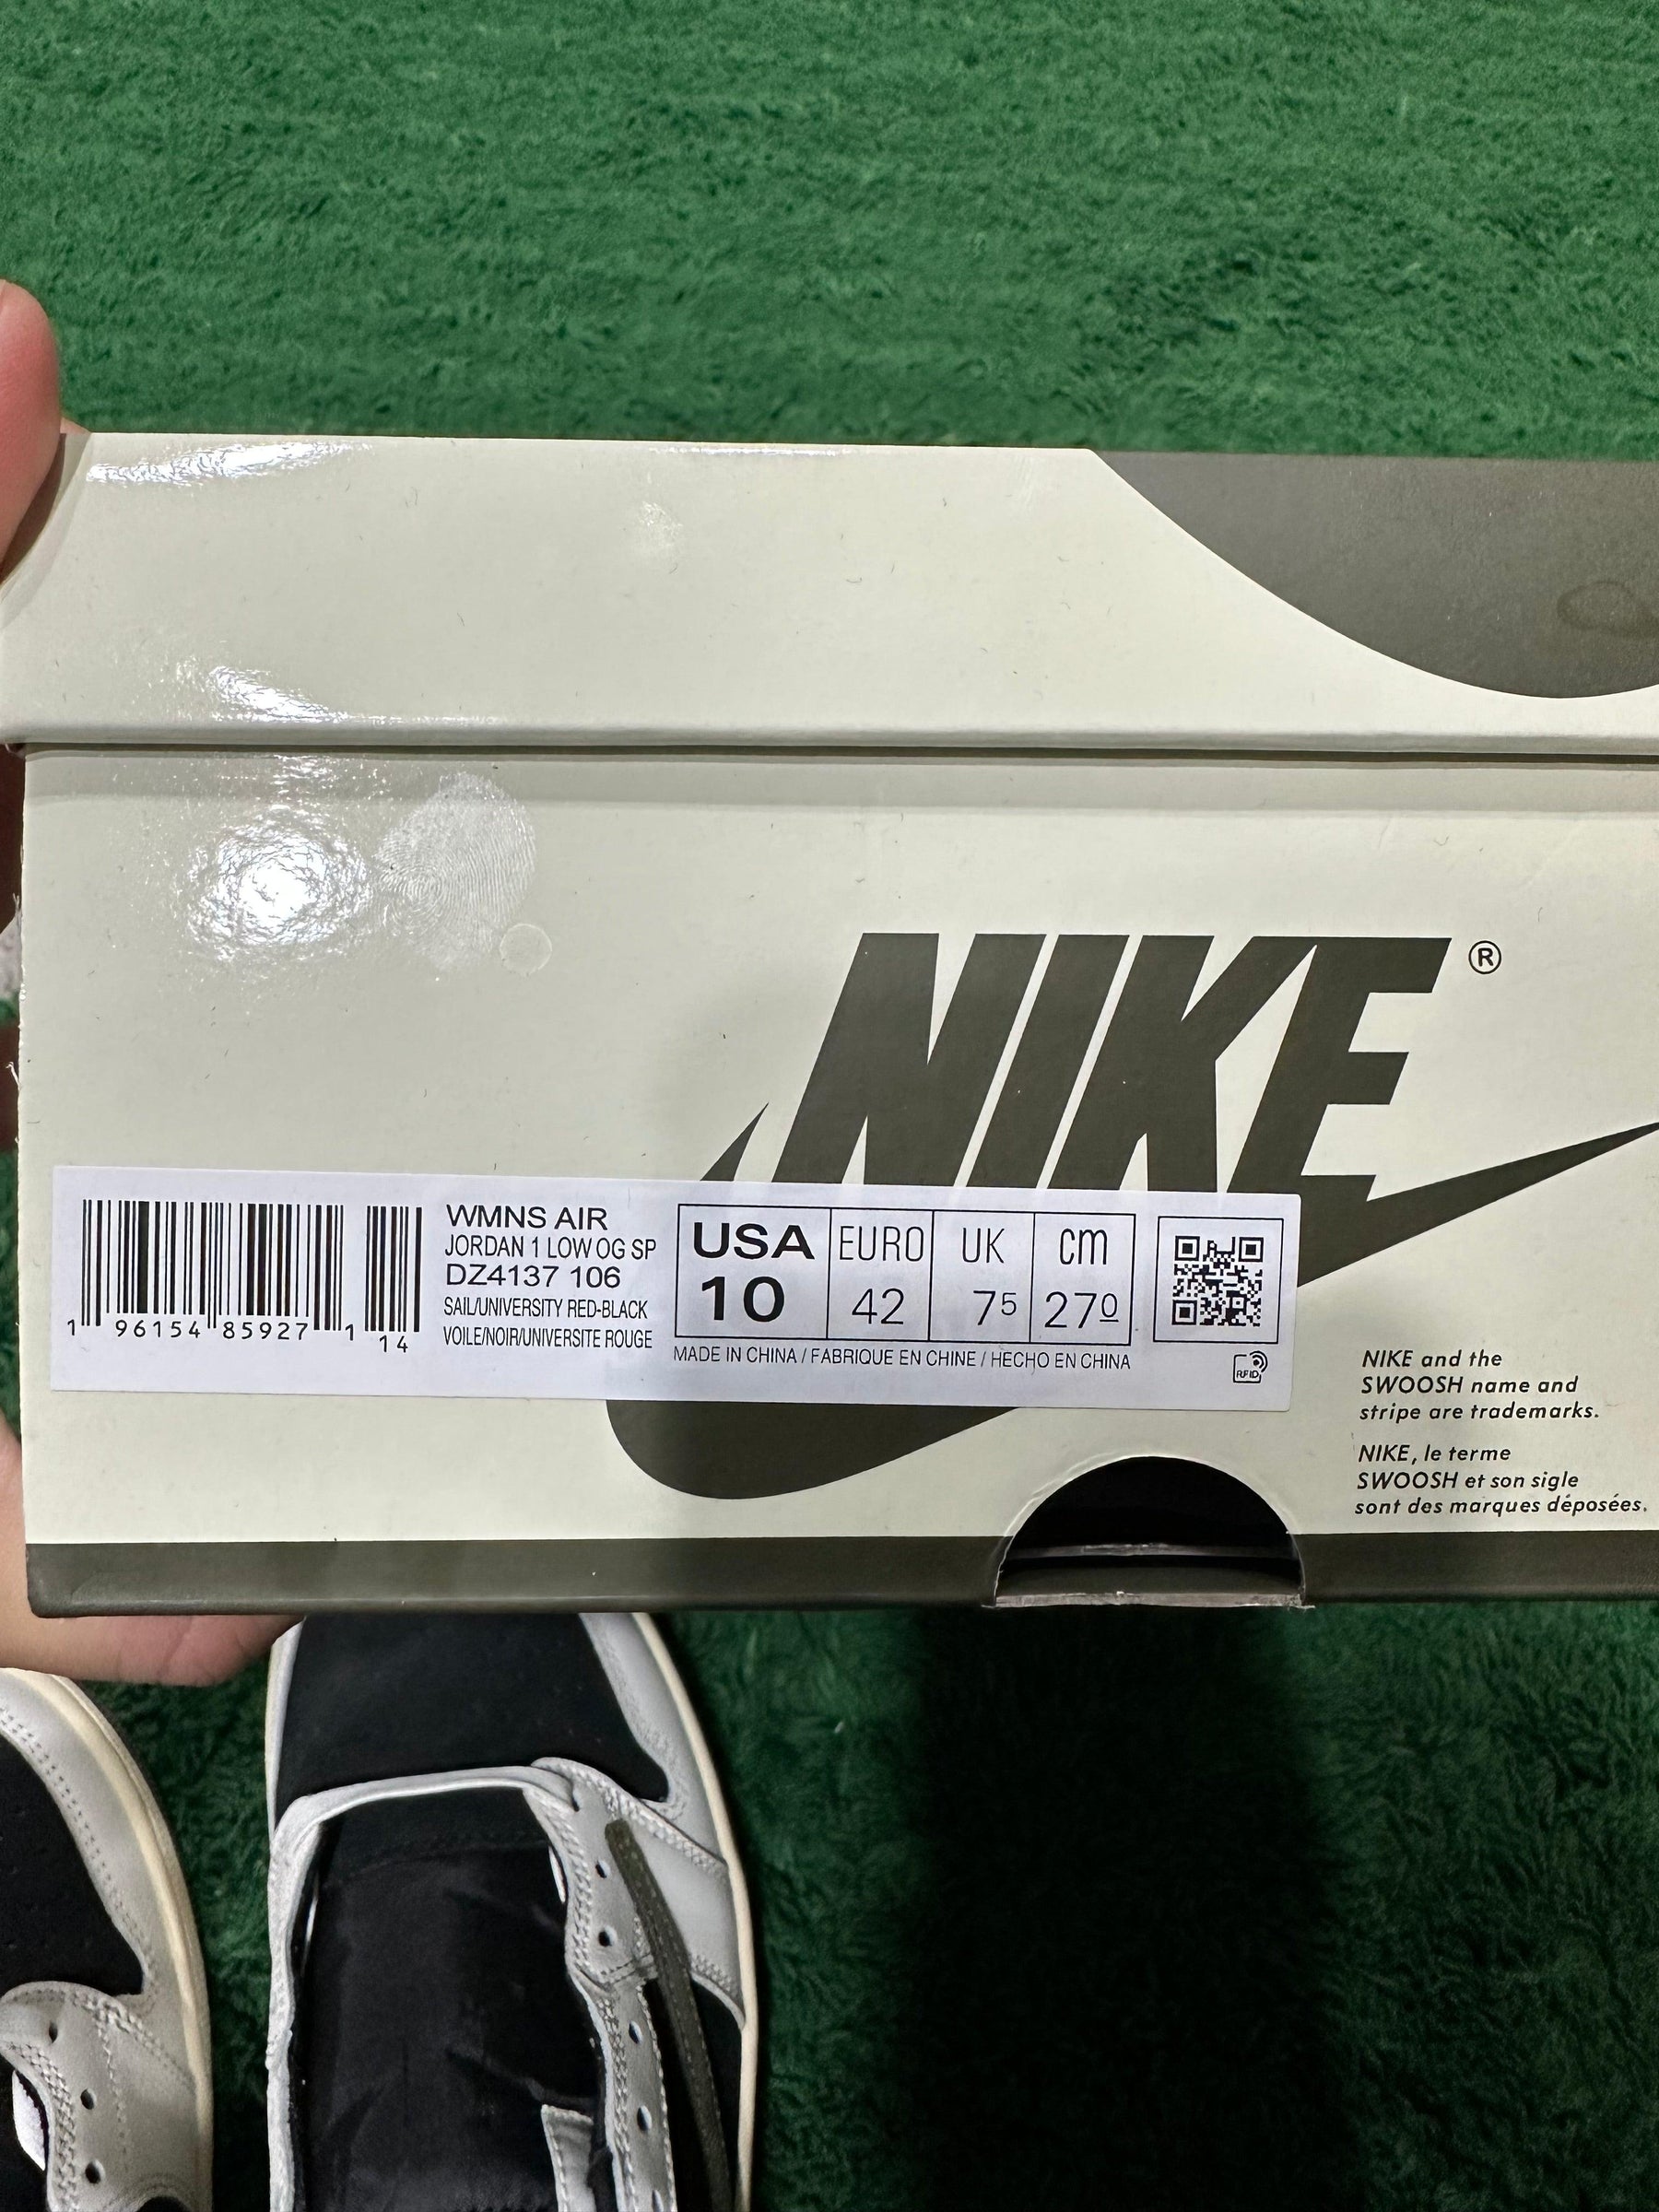 NIKE ®
WMNS AIR
JORDAN 1 LOW OG SP
DZ4137 106
SAIL/UNIVERSITY RED-BLACK
VOILE/NOIR/UNIVERSITE ROUGE
1 96154 85927 1 14
USA EURO UK cm
10 42 75 270
MADE IN CHINA / FABRIQUE EN CHINE / HECHO EN CHINA
RFID
NIKE and the
SWOOSH name and
stripe are trademarks.
NIKE, le terme
SWOOSH et son sigle
sont des marques déposées.